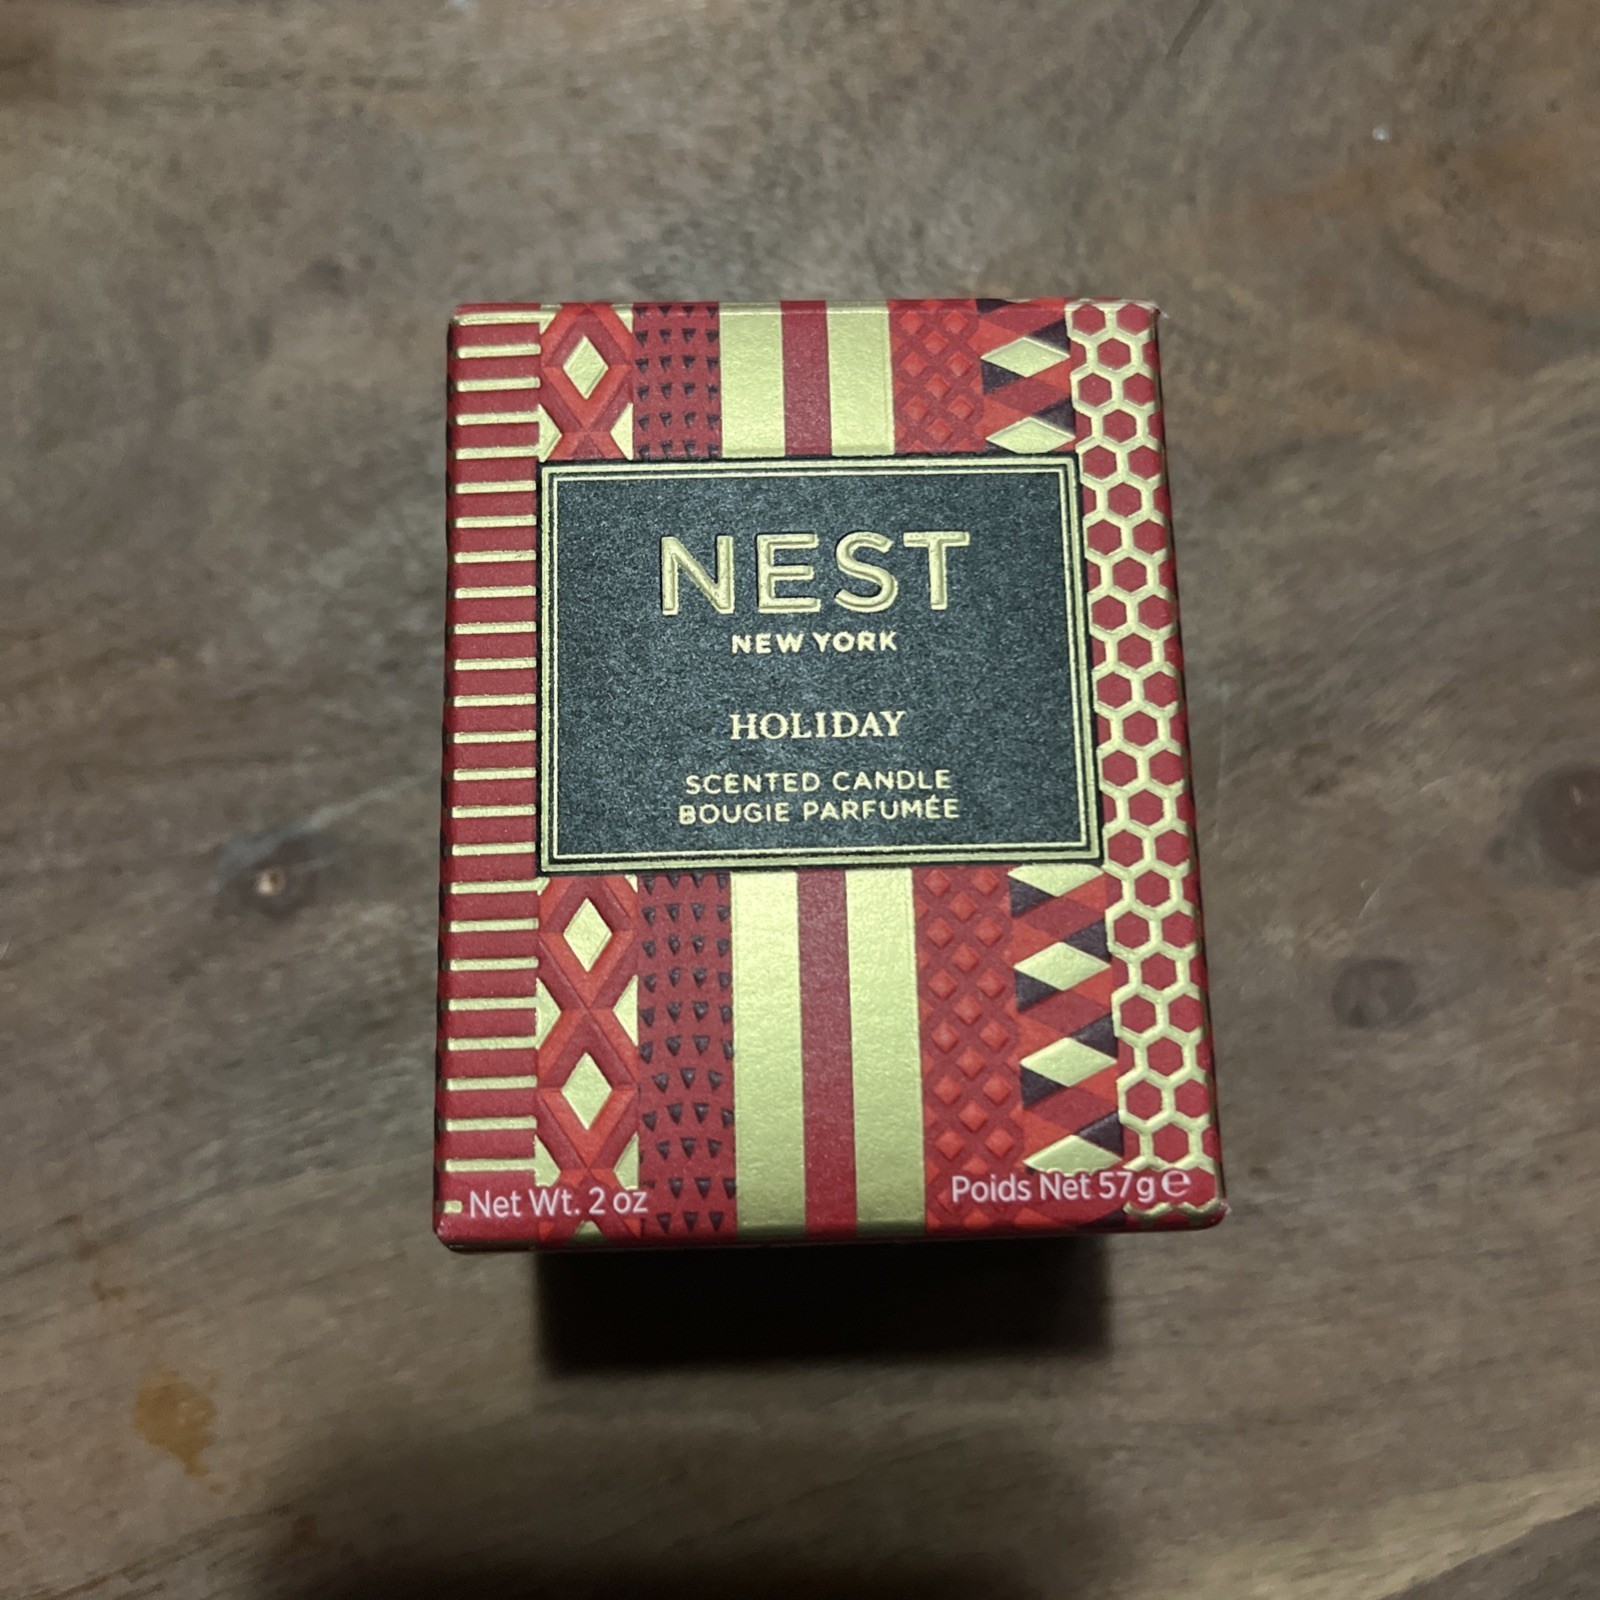 NEST
NEW YORK
HOLIDAY
SCENTED CANDLE
BOUGIE PARFUMÉE
Net Wt. 2 oz
Poids Net 57g ℮